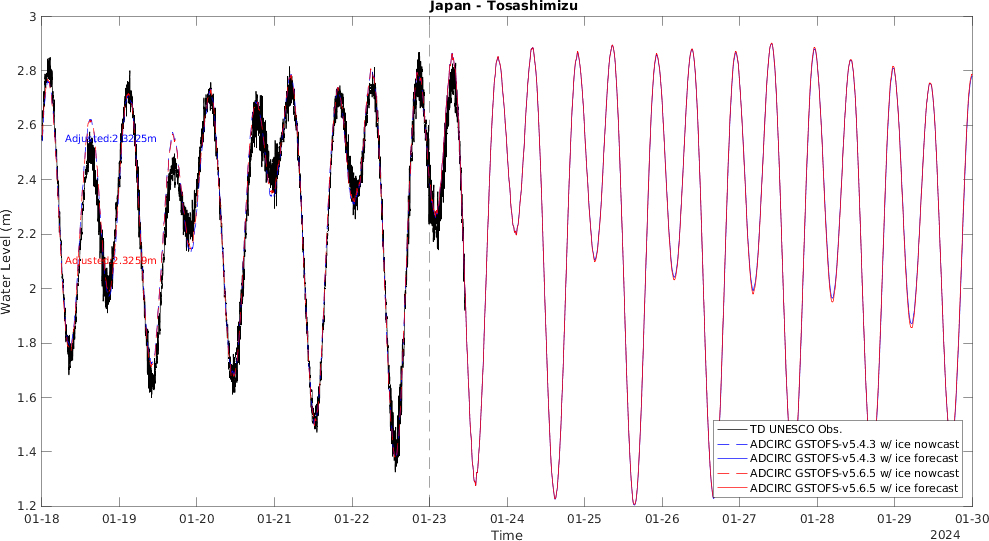 Japan - Tosashimizu
3
2.8
2.6
2.4
2.2
2
1.8
1.6
1.4
1.2
Water Level (m)
Adjusted:2.3225m
Adjusted:2.3259m
TD UNESCO Obs.
ADCIRC GSTOFS-v5.4.3 w/ ice nowcast
ADCIRC GSTOFS-v5.4.3 w/ ice forecast
ADCIRC GSTOFS-v5.6.5 w/ ice nowcast
ADCIRC GSTOFS-v5.6.5 w/ ice forecast
01-18 01-19 01-20 01-21 01-22 01-23 01-24 01-25 01-26 01-27 01-28 01-29 01-30
Time
2024